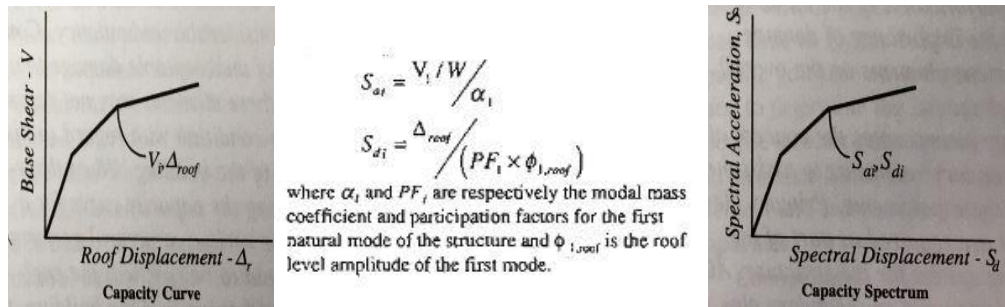 Base Shear - V
V_i, Δ_roof
Roof Displacement - Δ_r
Capacity Curve
S_ai = V_i / W / α_1
S_di = Δ_roof / (PF_1 × ϕ_1,roof)
where α_1 and PF_1 are respectively the modal mass
coefficient and participation factors for the first
natural mode of the structure and ϕ_1,roof is the roof
level amplitude of the first mode.
Spectral Acceleration, S_a
S_ai, S_di
Spectral Displacement - S_d
Capacity Spectrum